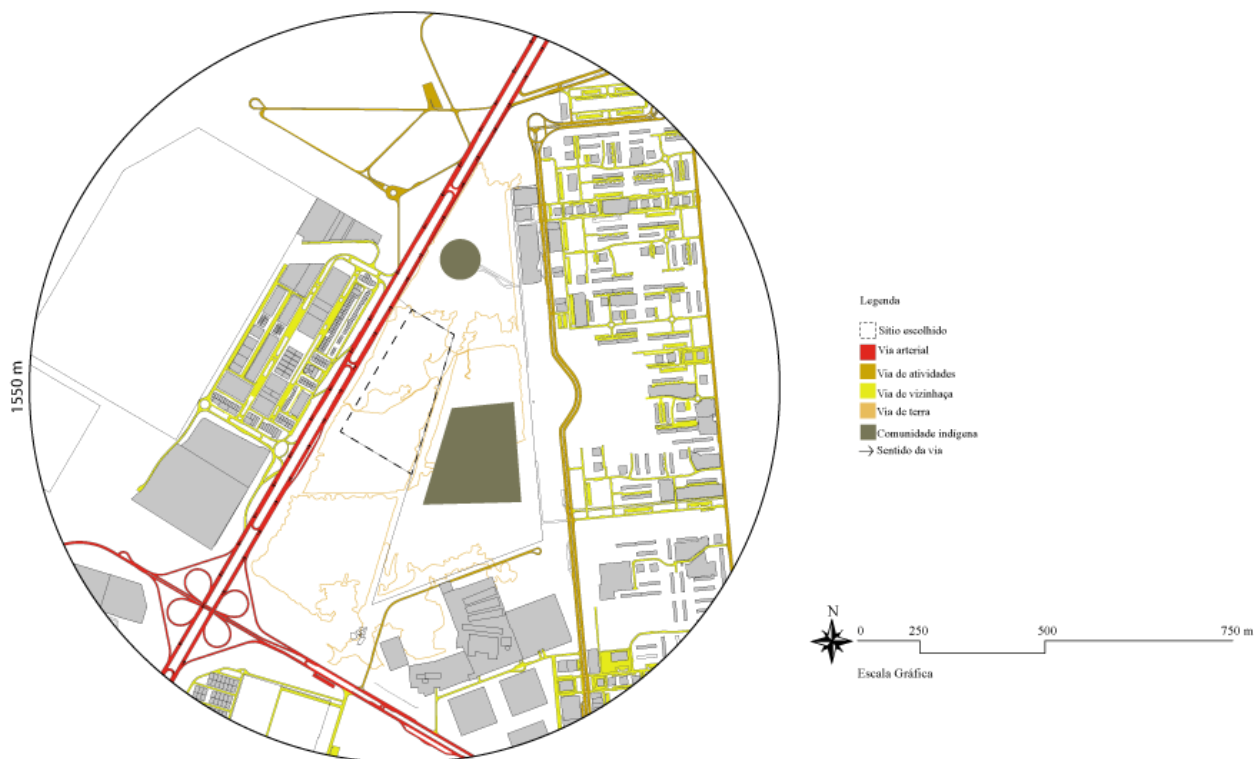 1550 m
Legenda
Sítio escolhido
Via arterial
Via de atividades
Via de vizinhaça
Via de terra
Comunidade indígena
Sentido da via
N
0 250 500 750 m
Escala Gráfica